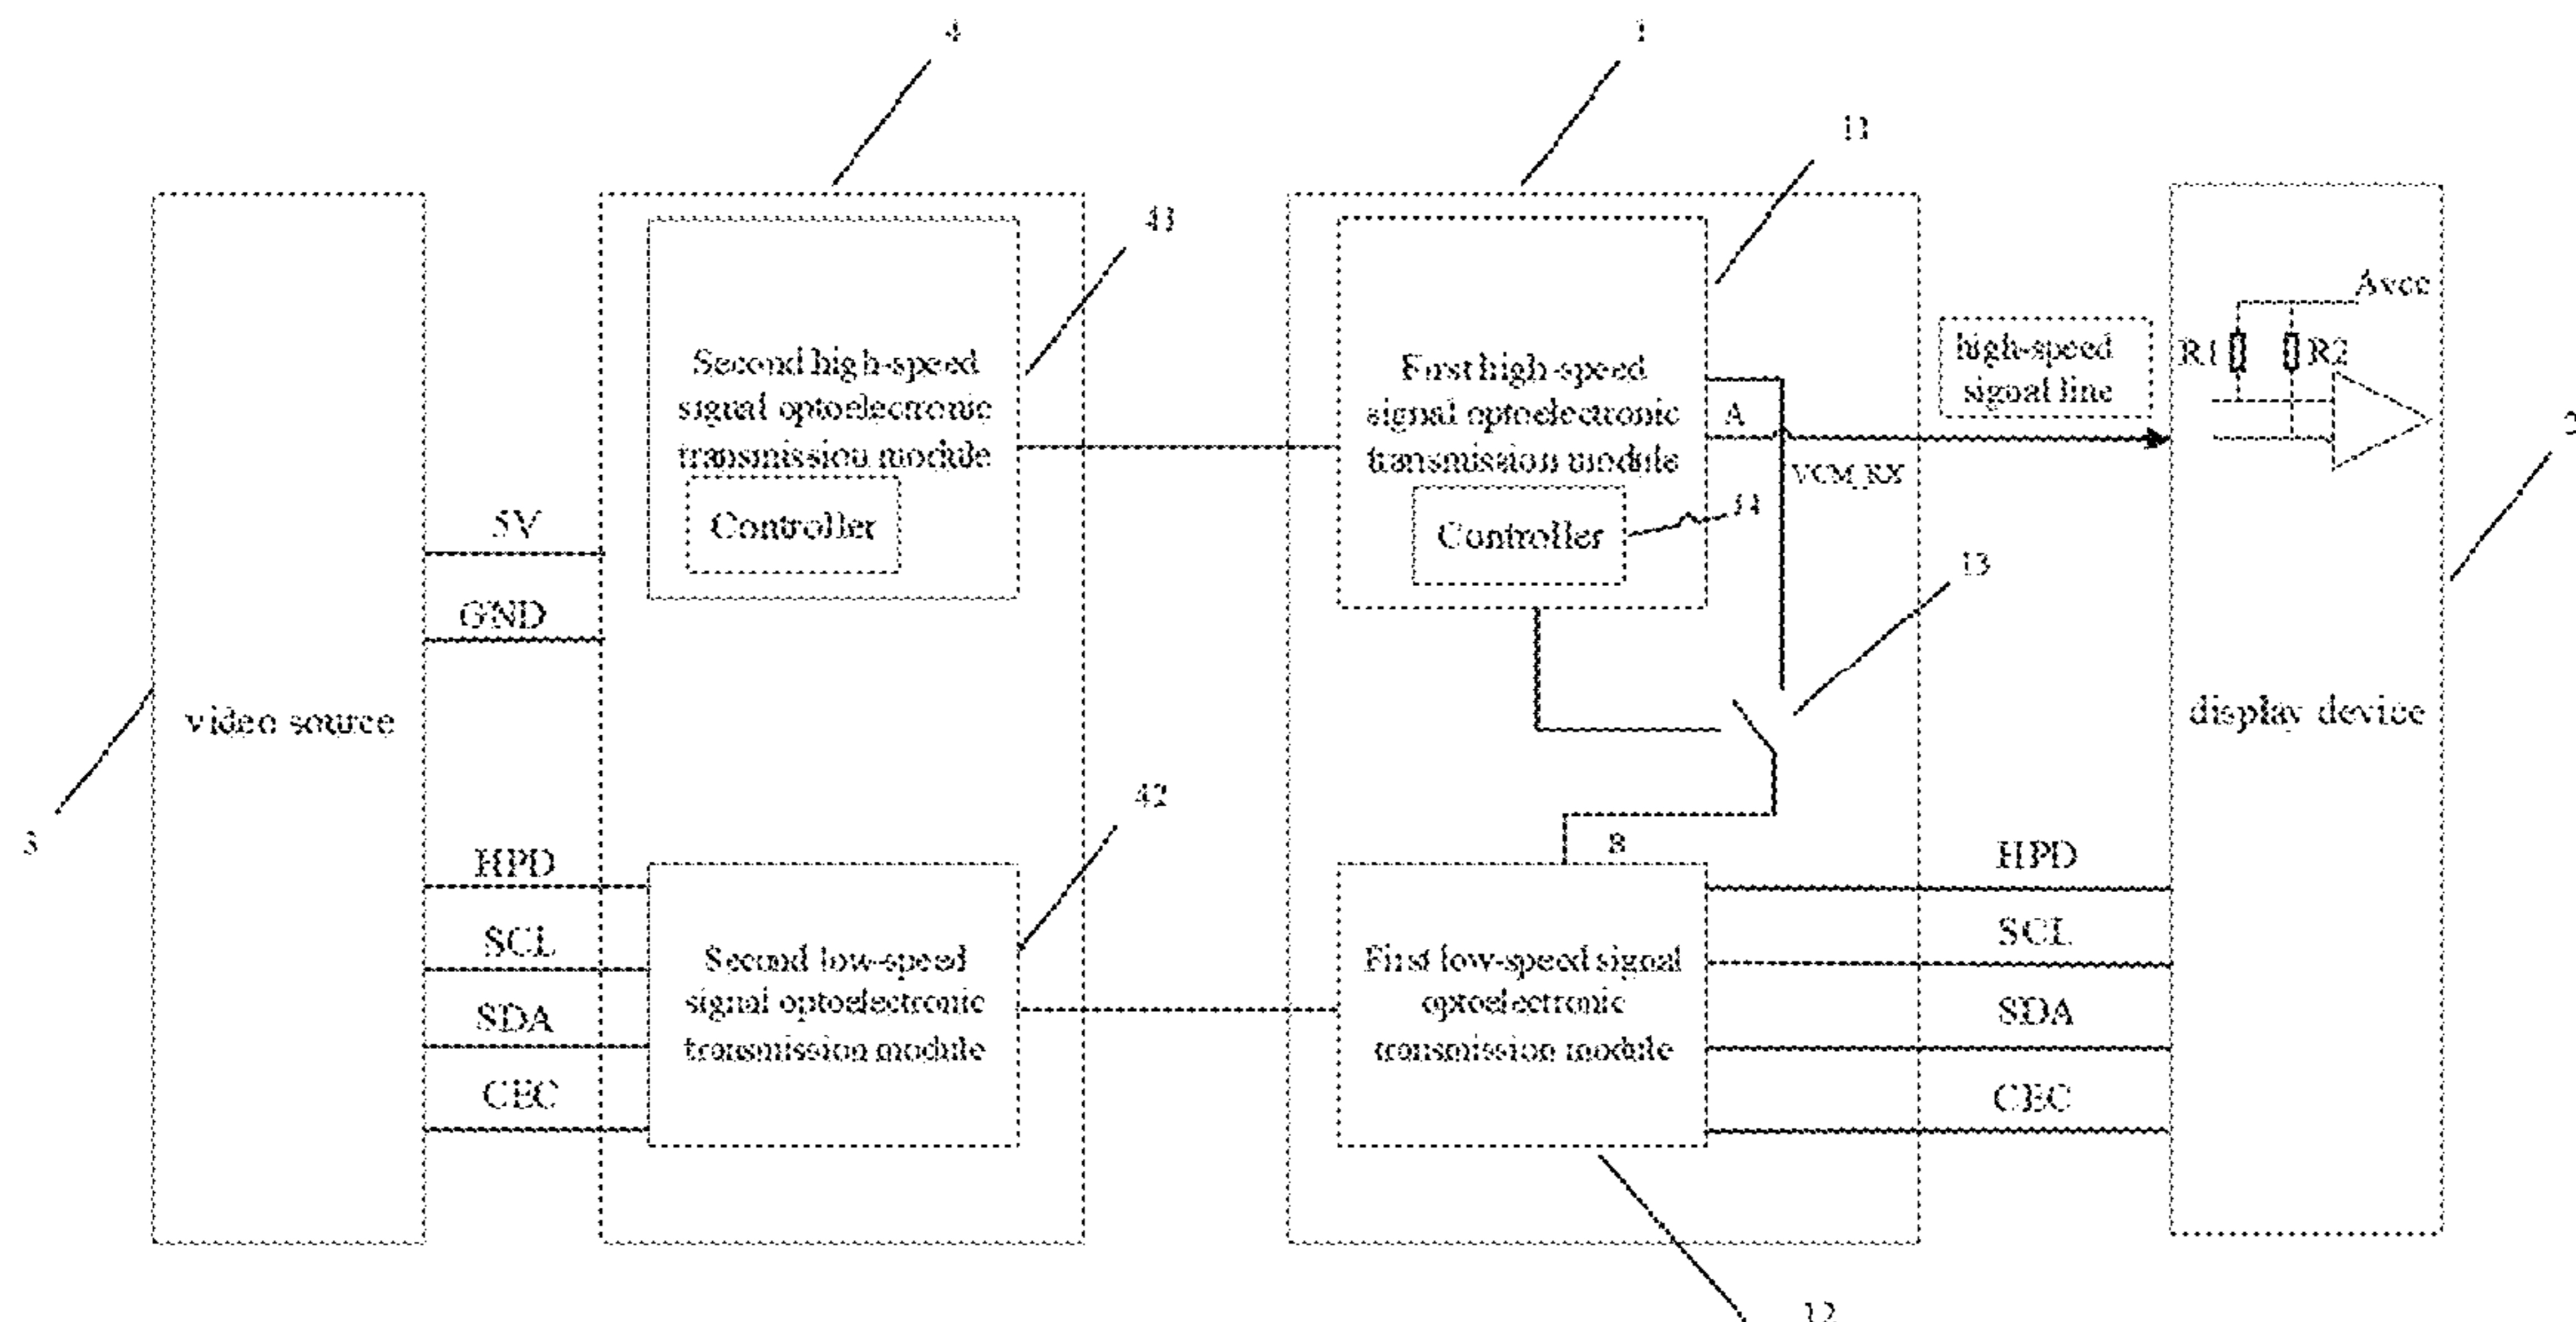 4
1
11
41
Second high-speed
signal optoelectronic
transmission module
Controller
First high-speed
signal optoelectronic
transmission module
Controller
14
A
VCM_RX
high-speed
signal line
Avcc
R1
R2
2
5V
GND
13
video source
display device
3
42
B
HPD
SCL
SDA
CEC
Second low-speed
signal optoelectronic
transmission module
First low-speed signal
optoelectronic
transmission module
HPD
SCL
SDA
CEC
12